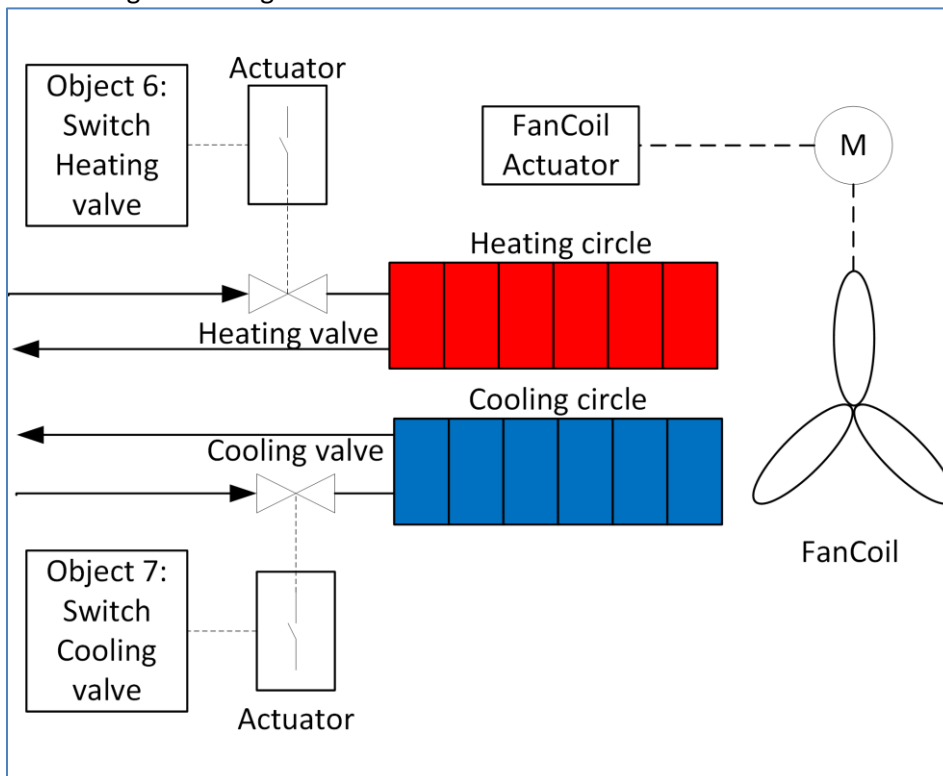 Actuator
Object 6:
Switch
Heating
valve
FanCoil
Actuator
M
Heating circle
Heating valve
Cooling circle
Cooling valve
Object 7:
Switch
Cooling
valve
Actuator
FanCoil